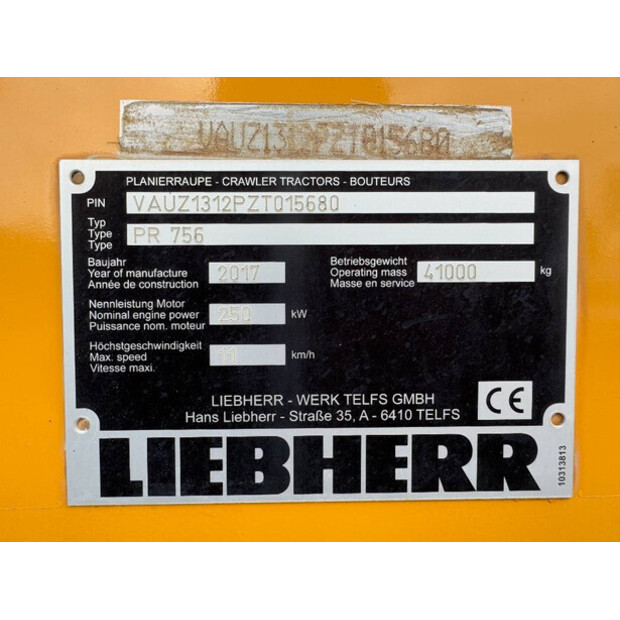 VAUZ1312PZT015680
PLANIERRAUPE - CRAWLER TRACTORS - BOUTEURS
PIN VAUZ1312PZT015680
Typ
Type PR 756
Type
Baujahr
Year of manufacture 2017
Année de construction
Betriebsgewicht
Operating mass 41000 kg
Masse en service
Nennleistung Motor
Nominal engine power 250 kW
Puissance nom. moteur
Höchstgeschwindigkeit
Max. speed 11 km/h
Vitesse maxi.
LIEBHERR - WERK TELFS GMBH
Hans Liebherr - Straße 35, A - 6410 TELFS
CE
LIEBHERR
10313813